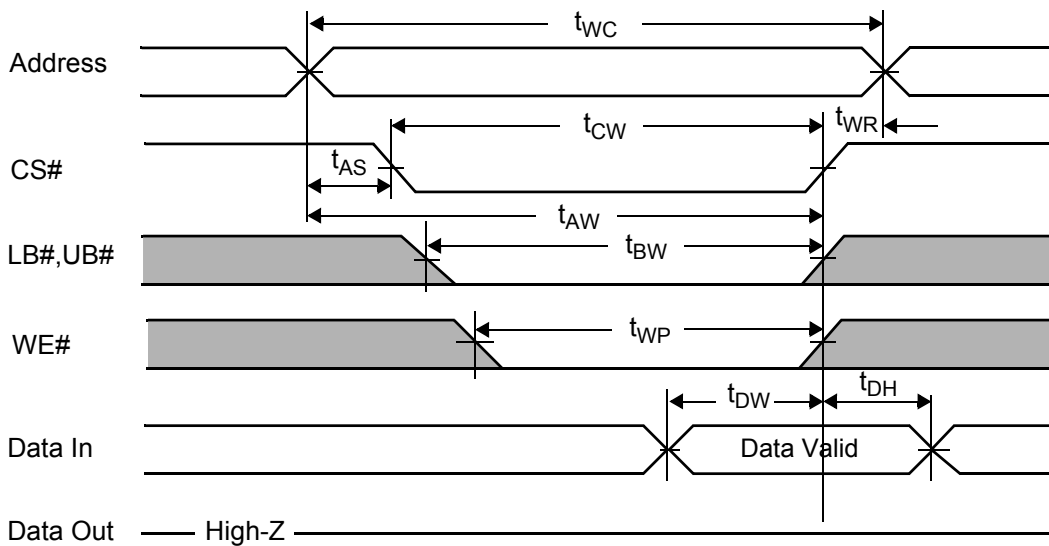 tWC
Address
tCW
tWR
CS#
tAS
tAW
LB#,UB#
tBW
WE#
tWP
tDW
tDH
Data In
Data Valid
Data Out
High-Z